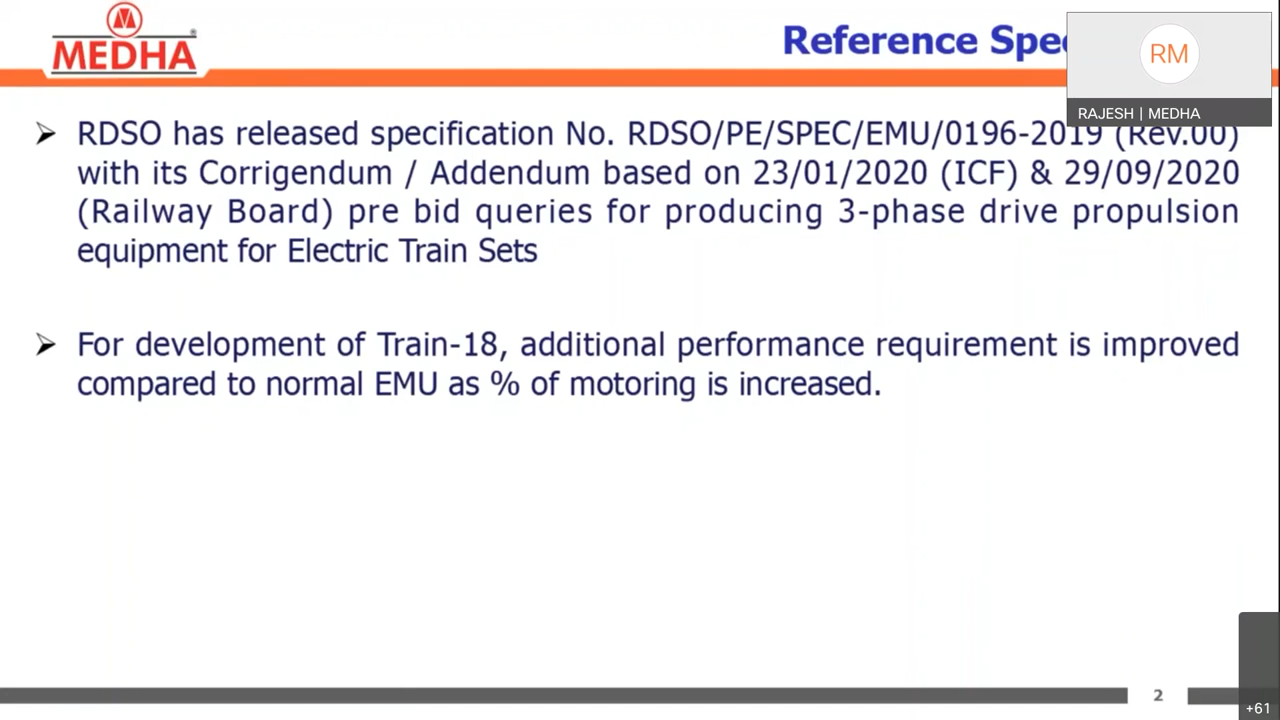 MEDHA
Reference
RM
RAJESH | MEDHA
➢ RDSO has released specification No. RDSO/PE/SPEC/EMU/0196-2019 (Rev.00)
with its Corrigendum / Addendum based on 23/01/2020 (ICF) & 29/09/2020
(Railway Board) pre bid queries for producing 3-phase drive propulsion
equipment for Electric Train Sets
➢ For development of Train-18, additional performance requirement is improved
compared to normal EMU as % of motoring is increased.
2
+61